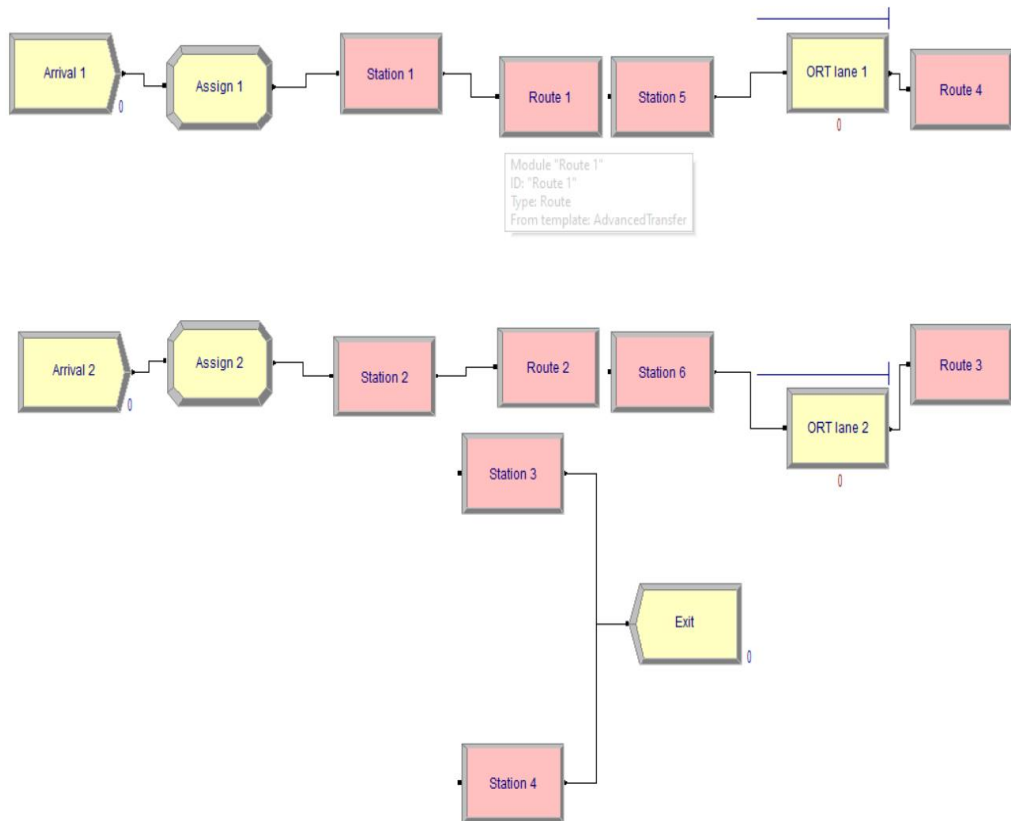 Arrival 1
0
Assign 1
Station 1
Route 1
Station 5
ORT lane 1
0
Route 4
Module "Route 1"
ID: "Route 1"
Type: Route
From template: AdvancedTransfer
Arrival 2
0
Assign 2
Station 2
Route 2
Station 6
ORT lane 2
0
Route 3
Station 3
Exit
0
Station 4